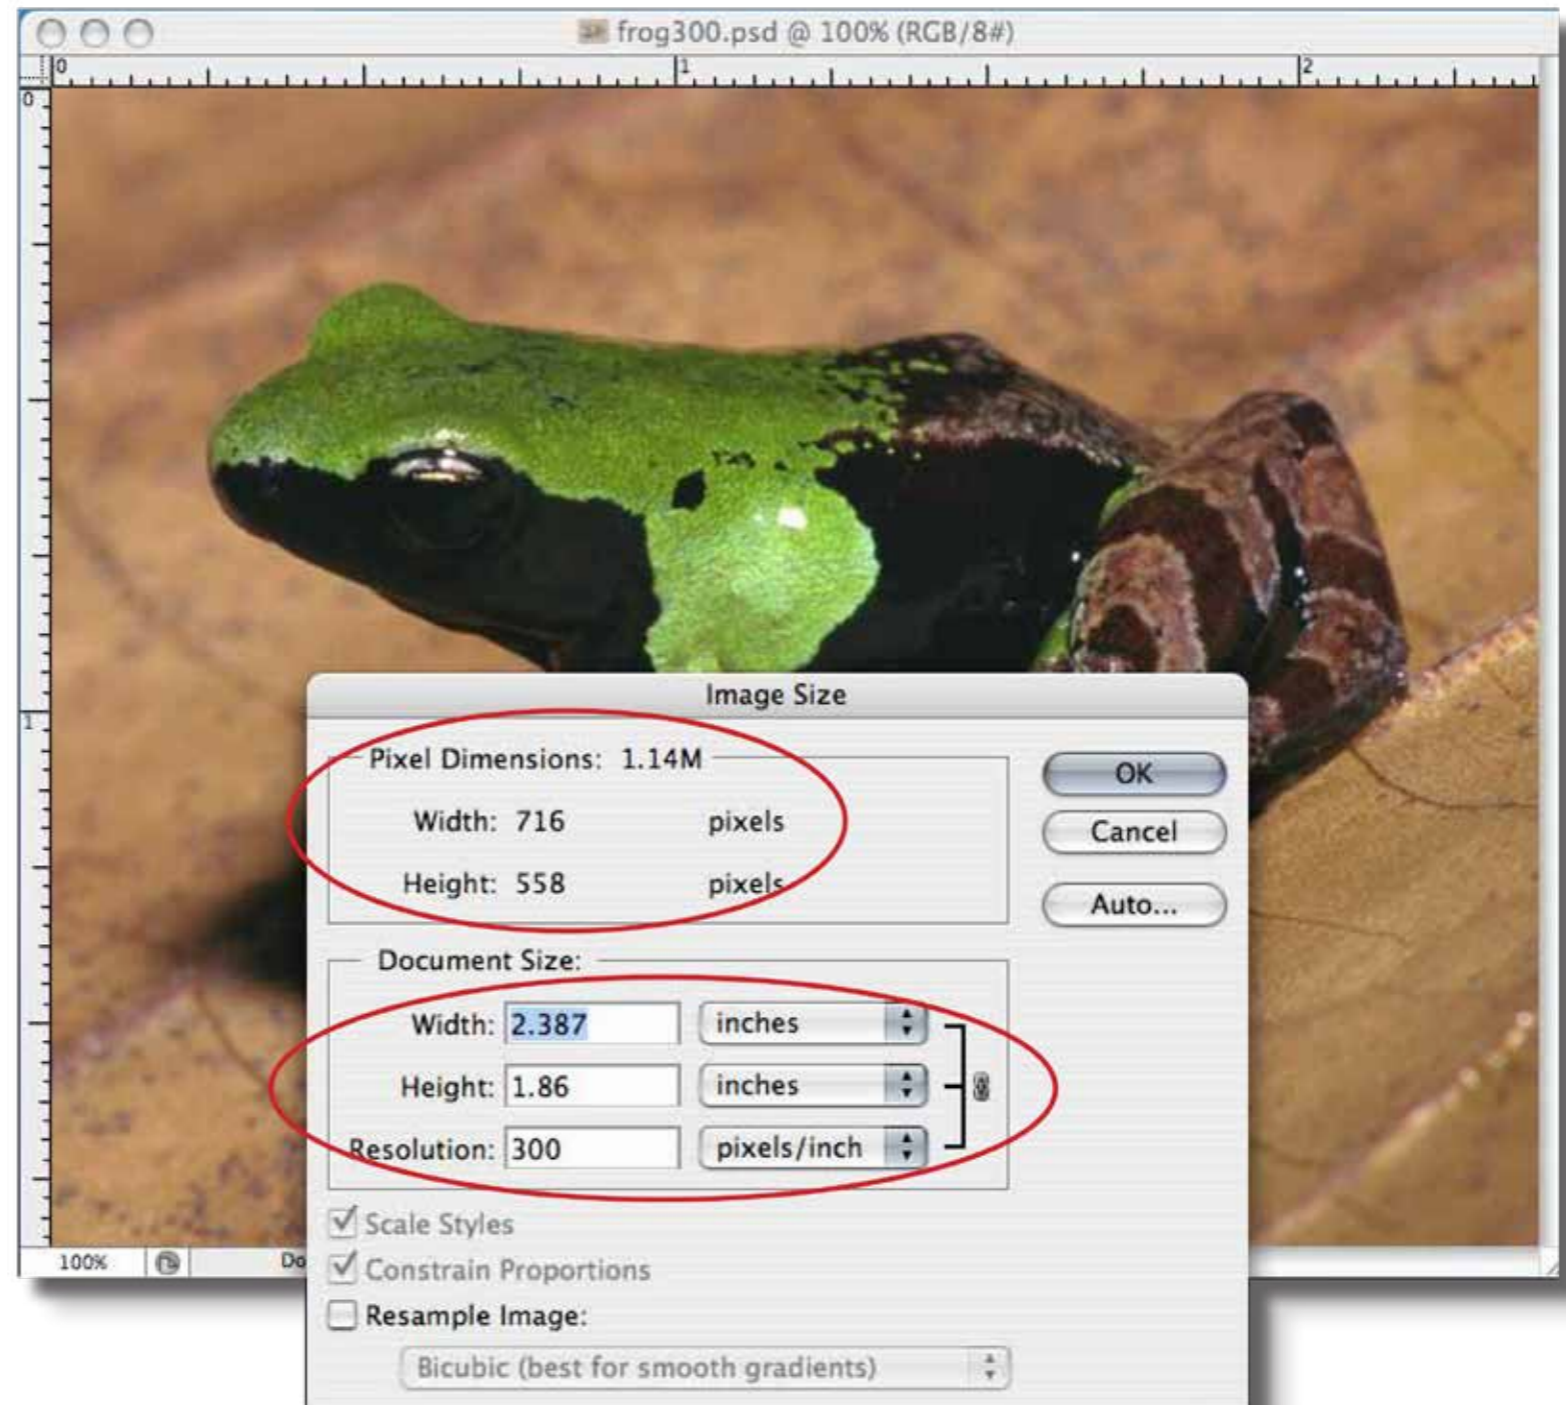 frog300.psd @ 100% (RGB/8#)
0 1 2
0
1
Image Size
Pixel Dimensions: 1.14M
Width: 716 pixels
Height: 558 pixels
OK
Cancel
Auto...
Document Size:
Width: 2.387 inches
Height: 1.86 inches
Resolution: 300 pixels/inch
Scale Styles
Constrain Proportions
Resample Image:
Bicubic (best for smooth gradients)
100% Do